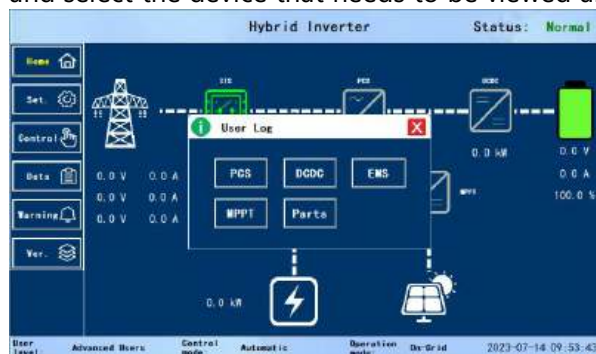 and select the device that needs to be viewed a
Hybrid Inverter
Status: Normal
Home
Set.
Control
Data
Warning
Ver.
STS
PCS
DCDC
User Log
PCS DCDC EMS
MPPT Parts
0.0 V 0.0 A
0.0 V 0.0 A
0.0 V 0.0 A
0.0 kW
0.0 V
0.0 A
100.0 %
MPPT
0.0 kW
User level: Advanced Users
Control mode: Automatic
Operation mode: On-Grid
2023-07-14 09:53:43